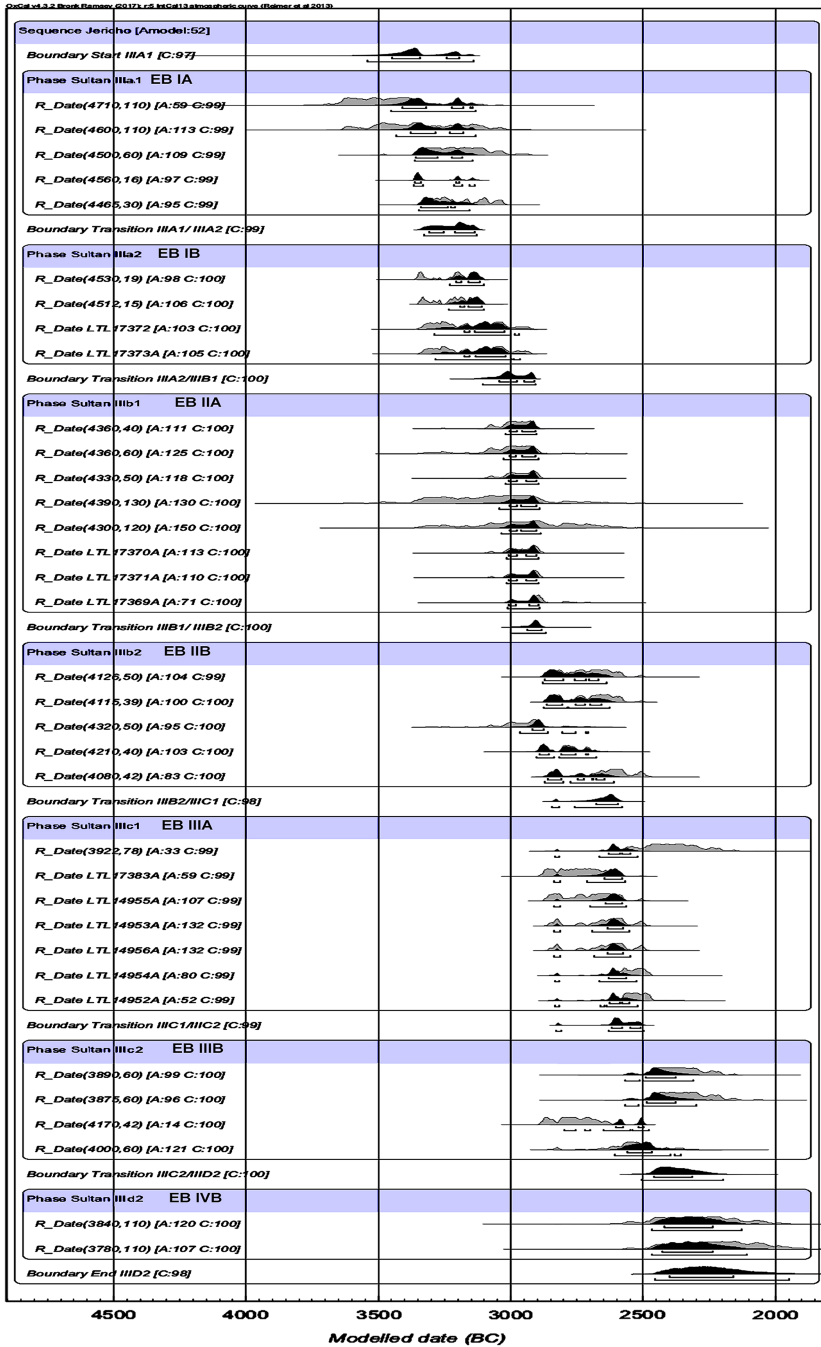 OxCal v4.3.2 Bronk Ramsey (2017); r:5 IntCal13 atmospheric curve (Reimer et al 2013)
Sequence Jericho [Amodel:52]
Boundary Start IIIA1 [C:97]
Phase Sultan IIIa.1 EB IA
R_Date(4710,110) [A:59 C:99]
R_Date(4600,110) [A:113 C:99]
R_Date(4500,60) [A:109 C:99]
R_Date(4560,16) [A:97 C:99]
R_Date(4465,30) [A:95 C:99]
Boundary Transition IIIA1/ IIIA2 [C:99]
Phase Sultan IIIa2 EB IB
R_Date(4530,19) [A:98 C:100]
R_Date(4512,15) [A:106 C:100]
R_Date LTL17372 [A:103 C:100]
R_Date LTL17373A [A:105 C:100]
Boundary Transition IIIA2/IIIB1 [C:100]
Phase Sultan IIIb1 EB IIA
R_Date(4360,40) [A:111 C:100]
R_Date(4360,60) [A:125 C:100]
R_Date(4330,50) [A:118 C:100]
R_Date(4390,130) [A:130 C:100]
R_Date(4300,120) [A:150 C:100]
R_Date LTL17370A [A:113 C:100]
R_Date LTL17371A [A:110 C:100]
R_Date LTL17369A [A:71 C:100]
Boundary Transition IIIB1/ IIIB2 [C:100]
Phase Sultan IIIb2 EB IIB
R_Date(4126,50) [A:104 C:99]
R_Date(4115,39) [A:100 C:100]
R_Date(4320,50) [A:95 C:100]
R_Date(4210,40) [A:103 C:100]
R_Date(4080,42) [A:83 C:100]
Boundary Transition IIIB2/IIIC1 [C:98]
Phase Sultan IIIc1 EB IIIA
R_Date(3922,78) [A:33 C:99]
R_Date LTL17383A [A:59 C:99]
R_Date LTL14955A [A:107 C:99]
R_Date LTL14953A [A:132 C:99]
R_Date LTL14956A [A:132 C:99]
R_Date LTL14954A [A:80 C:99]
R_Date LTL14952A [A:52 C:99]
Boundary Transition IIIC1/IIIC2 [C:99]
Phase Sultan IIIc2 EB IIIB
R_Date(3890,60) [A:99 C:100]
R_Date(3875,60) [A:96 C:100]
R_Date(4170,42) [A:14 C:100]
R_Date(4000,60) [A:121 C:100]
Boundary Transition IIIC2/IIID2 [C:100]
Phase Sultan IIId2 EB IVB
R_Date(3840,110) [A:120 C:100]
R_Date(3780,110) [A:107 C:100]
Boundary End IIID2 [C:98]
4500 4000 3500 3000 2500 2000
Modelled date (BC)